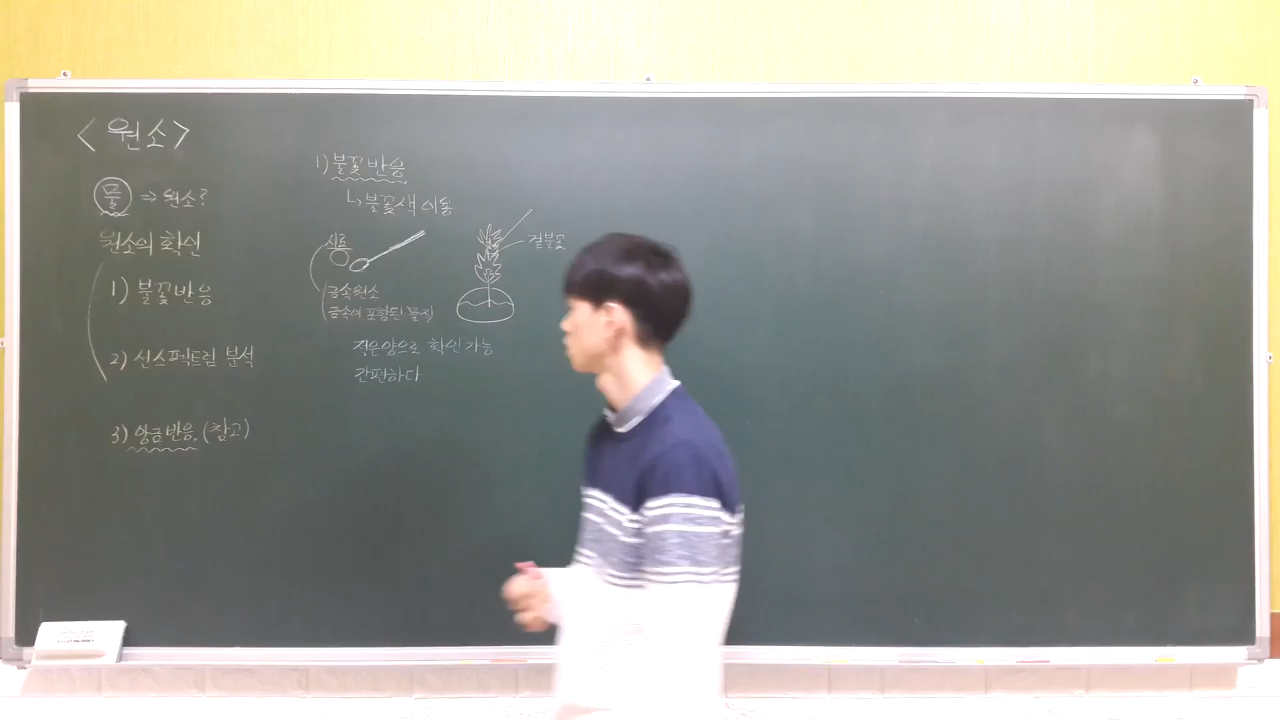 <원소>
물 ⇒ 원소?
원소의 확인
1) 불꽃반응
2) 선스펙트럼 분석
3) 앙금반응. (참고)
1) 불꽃반응
↳ 불꽃색 이용
시료
겉불꽃
금속원소
금속이 포함된 물질
적은양으로 확인가능
간편하다